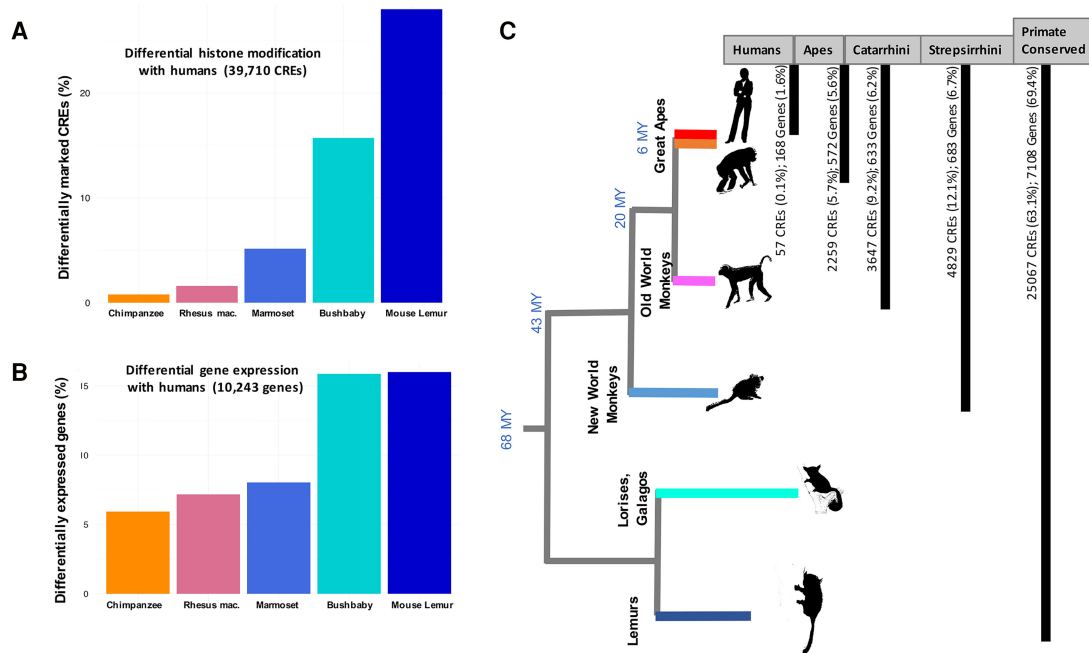 A
Differential histone modification
with humans (39,710 CREs)
Differentially marked CREs (%)
20
10
0
Chimpanzee
Rhesus mac.
Marmoset
Bushbaby
Mouse Lemur
B
Differential gene expression
with humans (10,243 genes)
Differentially expressed genes (%)
15
10
5
0
Chimpanzee
Rhesus mac.
Marmoset
Bushbaby
Mouse Lemur
C
Humans
Apes
Catarrhini
Strepsirrhini
Primate
Conserved
57 CREs (0.1%); 168 Genes (1.6%)
2259 CREs (5.7%); 572 Genes (5.6%)
3647 CREs (9.2%); 633 Genes (6.2%)
4829 CREs (12.1%); 683 Genes (6.7%)
25067 CREs (63.1%); 7108 Genes (69.4%)
6 MY
Great Apes
20 MY
Old World
Monkeys
43 MY
New World
Monkeys
68 MY
Lorises,
Galagos
Lemurs